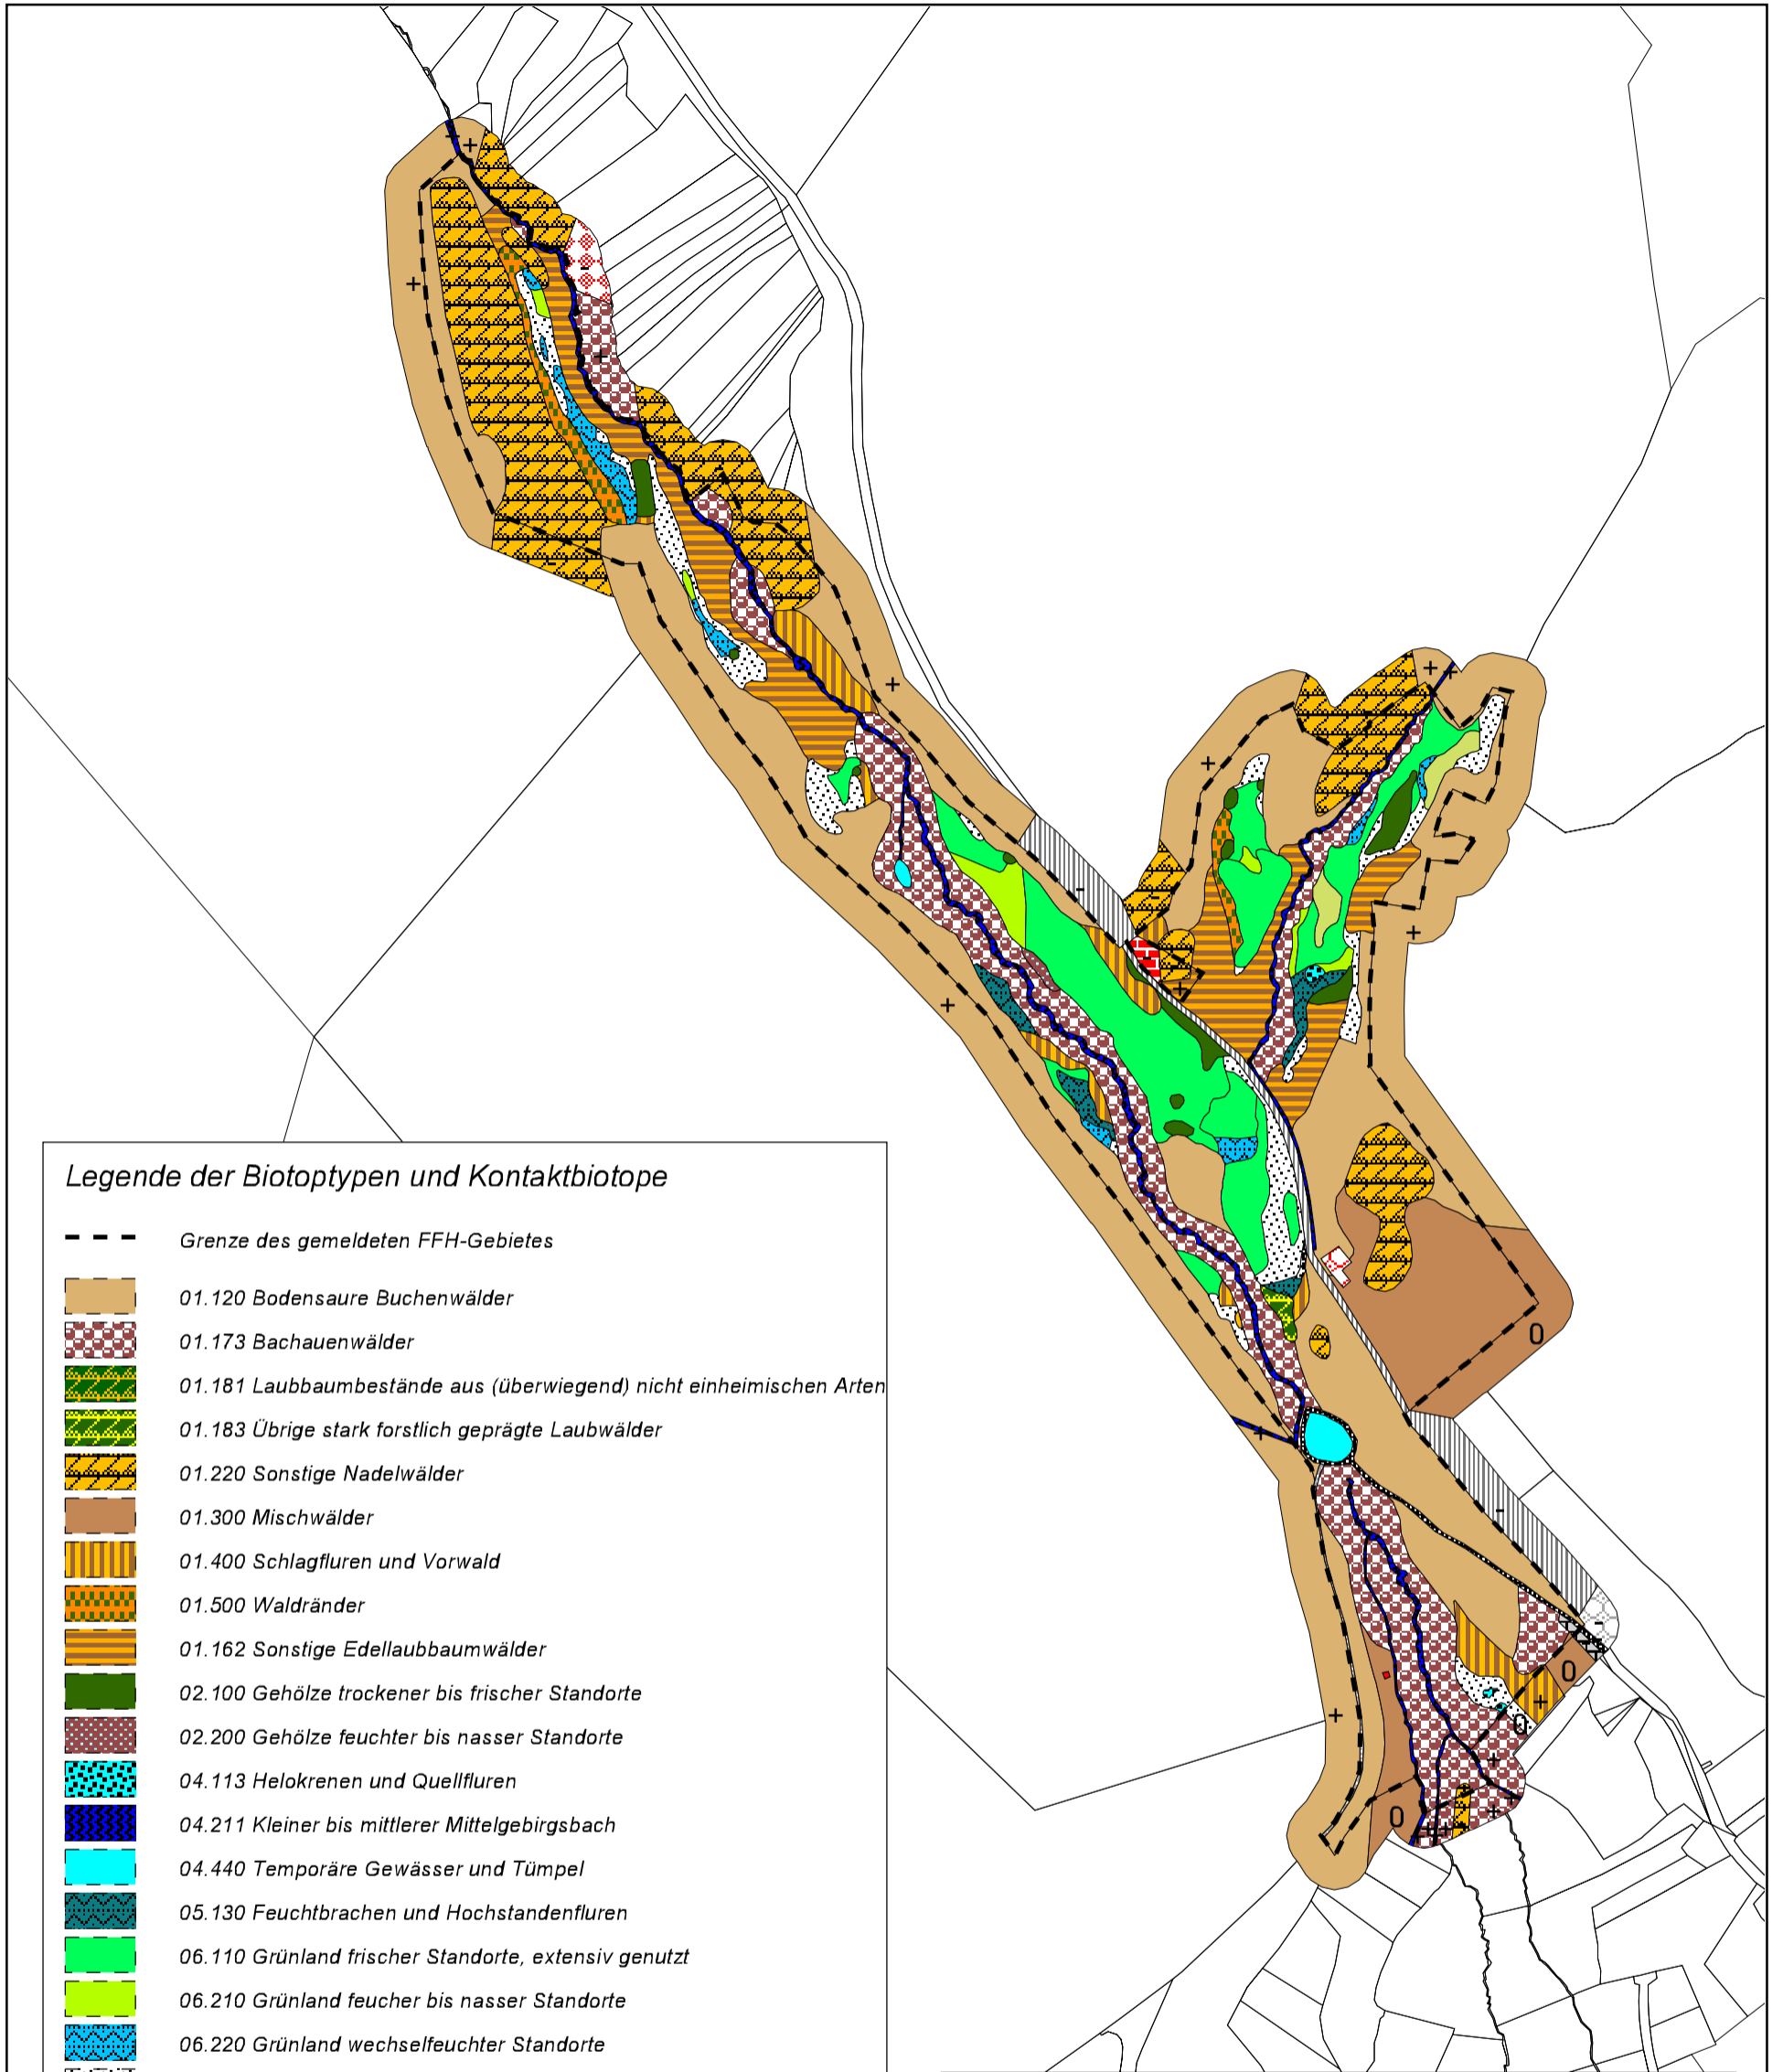 Legende der Biotoptypen und Kontaktbiotope
Grenze des gemeldeten FFH-Gebietes
01.120 Bodensaure Buchenwälder
01.173 Bachauenwälder
01.181 Laubbaumbestände aus (überwiegend) nicht einheimischen Arten
01.183 Übrige stark forstlich geprägte Laubwälder
01.220 Sonstige Nadelwälder
01.300 Mischwälder
01.400 Schlagfluren und Vorwald
01.500 Waldränder
01.162 Sonstige Edellaubbaumwälder
02.100 Gehölze trockener bis frischer Standorte
02.200 Gehölze feuchter bis nasser Standorte
04.113 Helokrenen und Quellfluren
04.211 Kleiner bis mittlerer Mittelgebirgsbach
04.440 Temporäre Gewässer und Tümpel
05.130 Feuchtbrachen und Hochstandenfluren
06.110 Grünland frischer Standorte, extensiv genutzt
06.210 Grünland feucher bis nasser Standorte
06.220 Grünland wechselfeuchter Standorte
0
0
0
0